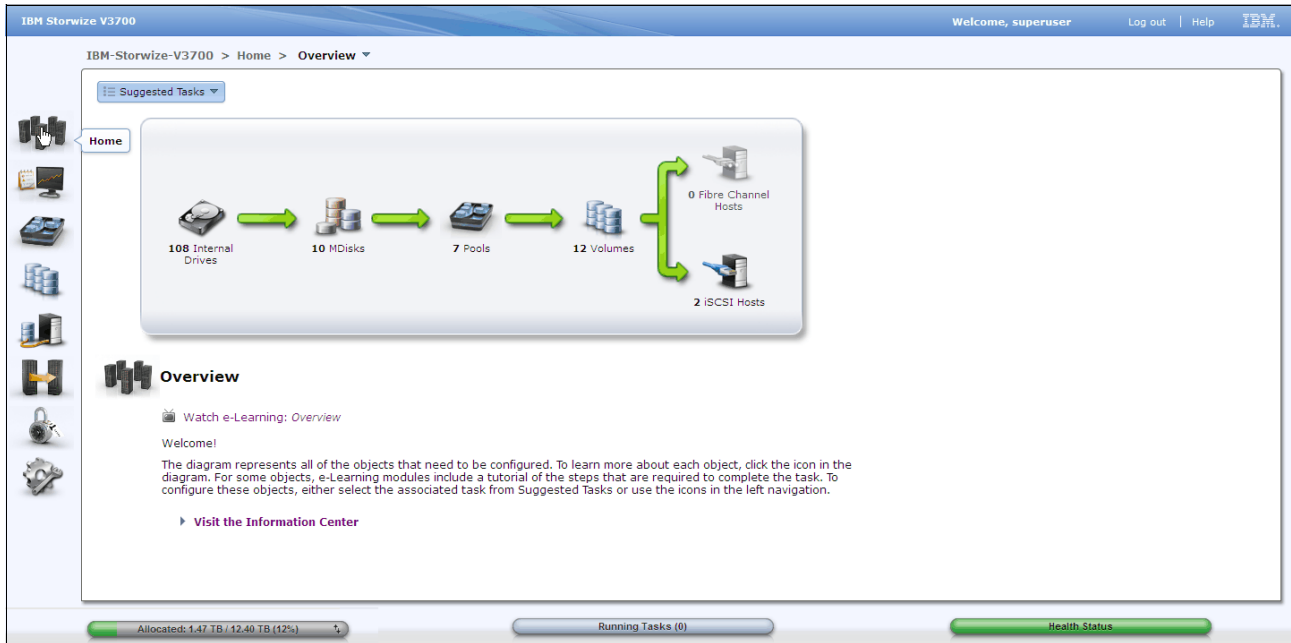 IBM Storwize V3700
Welcome, superuser
Log out | Help
IBM.
IBM-Storwize-V3700 > Home > Overview
Suggested Tasks
Home
0 Fibre Channel
Hosts
108 Internal
Drives
10 MDisks
7 Pools
12 Volumes
2 iSCSI Hosts
Overview
Watch e-Learning: Overview
Welcome!
The diagram represents all of the objects that need to be configured. To learn more about each object, click the icon in the
diagram. For some objects, e-Learning modules include a tutorial of the steps that are required to complete the task. To
configure these objects, either select the associated task from Suggested Tasks or use the icons in the left navigation.
Visit the Information Center
Allocated: 1.47 TB / 12.40 TB (12%)
Running Tasks (0)
Health Status